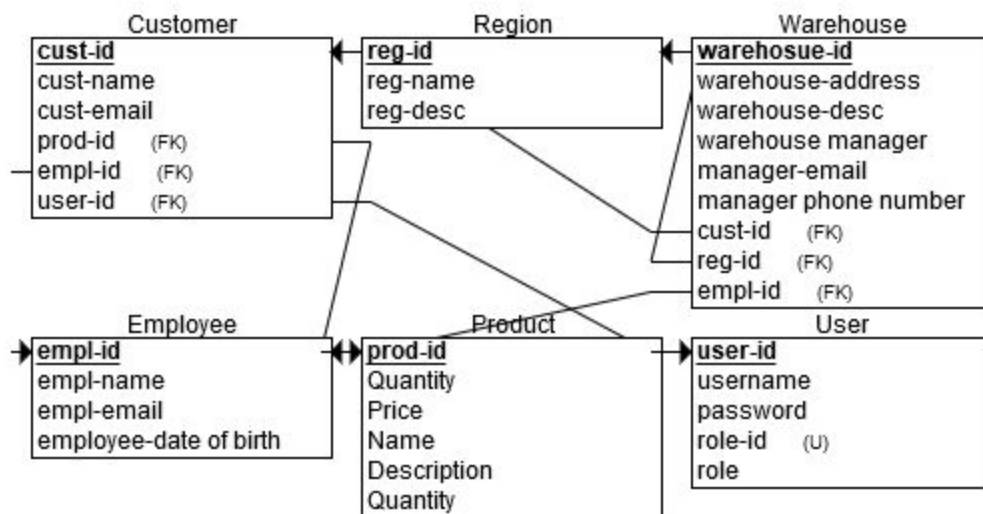 Customer
cust-id
cust-name
cust-email
prod-id (FK)
empl-id (FK)
user-id (FK)
Region
reg-id
reg-name
reg-desc
Warehouse
warehosue-id
warehouse-address
warehouse-desc
warehouse manager
manager-email
manager phone number
cust-id (FK)
reg-id (FK)
empl-id (FK)
Employee
empl-id
empl-name
empl-email
employee-date of birth
Product
prod-id
Quantity
Price
Name
Description
Quantity
User
user-id
username
password
role-id (U)
role